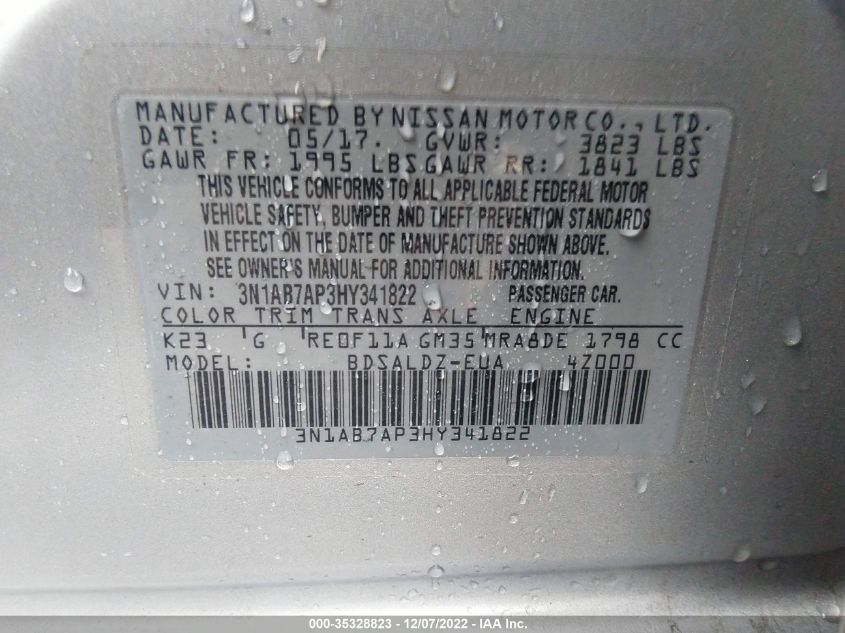 MANUFACTURED BY NISSAN MOTOR CO., LTD.
DATE: 05/17. GVWR: 3823 LBS
GAWR FR: 1995 LBS GAWR RR: 1841 LBS
THIS VEHICLE CONFORMS TO ALL APPLICABLE FEDERAL MOTOR
VEHICLE SAFETY, BUMPER AND THEFT PREVENTION STANDARDS
IN EFFECT ON THE DATE OF MANUFACTURE SHOWN ABOVE.
SEE OWNER'S MANUAL FOR ADDITIONAL INFORMATION.
VIN: 3N1AB7AP3HY341822 PASSENGER CAR.
COLOR TRIM TRANS AXLE ENGINE
K23 G RE0F11A GM35 MRA8DE 1798 CC
MODEL: BDSALDZ-EUA 4Z000
3N1AB7AP3HY341822
000-35328823 - 12/07/2022 - IAA Inc.